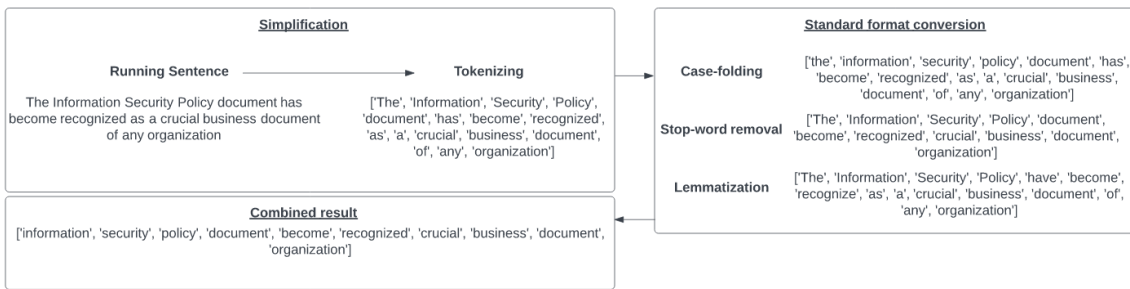 Simplification
Running Sentence
Tokenizing
The Information Security Policy document has
become recognized as a crucial business document
of any organization
['The', 'Information', 'Security', 'Policy',
'document', 'has', 'become', 'recognized',
'as', 'a', 'crucial', 'business', 'document',
'of', 'any', 'organization']
Standard format conversion
Case-folding
['the', 'information', 'security', 'policy', 'document', 'has',
'become', 'recognized', 'as', 'a', 'crucial', 'business',
'document', 'of', 'any', 'organization']
Stop-word removal
['The', 'Information', 'Security', 'Policy', 'document',
'become', 'recognized', 'crucial', 'business', 'document',
'organization']
Lemmatization
['The', 'Information', 'Security', 'Policy', 'have', 'become',
'recognize', 'as', 'a', 'crucial', 'business', 'document', 'of',
'any', 'organization']
Combined result
['information', 'security', 'policy', 'document', 'become', 'recognized', 'crucial', 'business', 'document',
'organization']